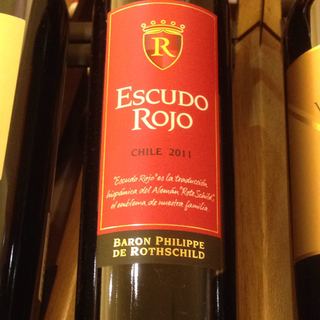 R
ESCUDO
ROJO
CHILE 2011
"Escudo Rojo" es la traducción
hispánica del Alemán "Rote Schild",
el emblema de nuestra familia.
BARON PHILIPPE
DE ROTHSCHILD